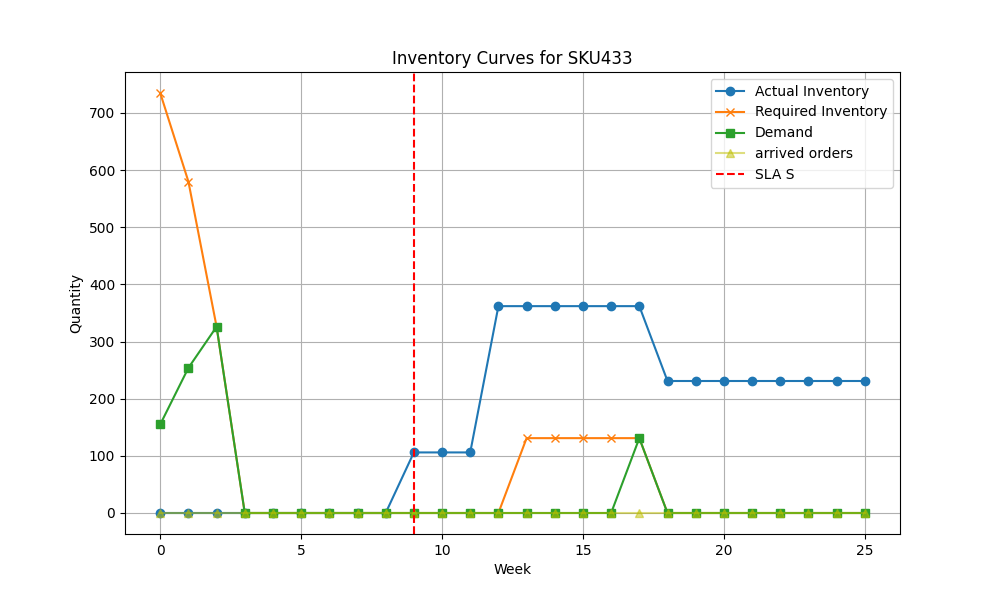 Inventory Curves for SKU433
Actual Inventory
Required Inventory
Demand
arrived orders
SLA S
Quantity
700
600
500
400
300
200
100
0
0 5 10 15 20 25
Week